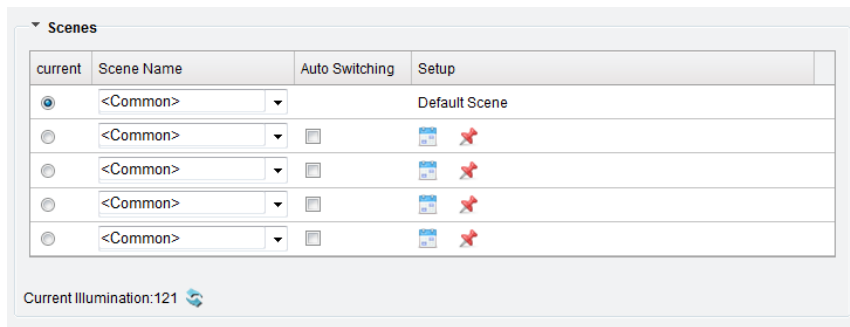 Scenes
current Scene Name Auto Switching Setup
<Common> Default Scene
<Common>
<Common>
<Common>
<Common>
Current Illumination:121